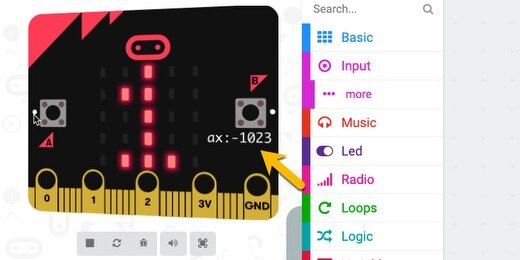 B
A
ax:-1023
0 1 2 3V GND
Search...
Basic
Input
more
Music
Led
Radio
Loops
Logic